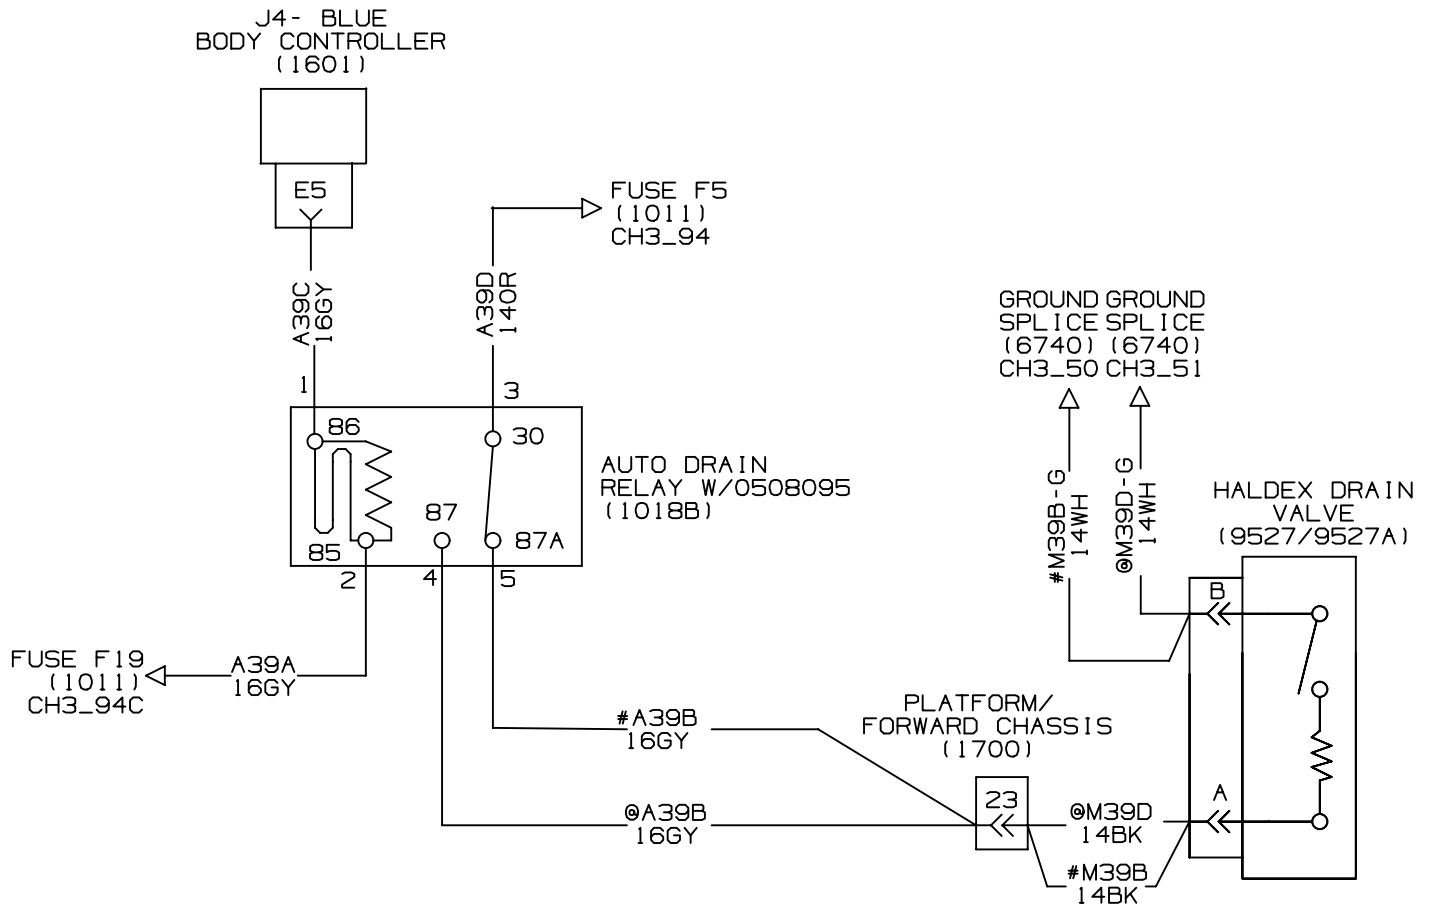 J4- BLUE
BODY CONTROLLER
(1601)
E5
A39C
16GY
FUSE F5
(1011)
CH3_94
A39D
14OR
1
3
86
30
87
85
87A
2
4
5
AUTO DRAIN
RELAY W/0508095
(1018B)
FUSE F19
(1011)
CH3_94C
A39A
16GY
#A39B
16GY
@A39B
16GY
PLATFORM/
FORWARD CHASSIS
(1700)
23
@M39D
14BK
#M39B
14BK
GROUND
SPLICE
(6740)
CH3_50
GROUND
SPLICE
(6740)
CH3_51
#M39B-G
14WH
@M39D-G
14WH
HALDEX DRAIN
VALVE
(9527/9527A)
B
A